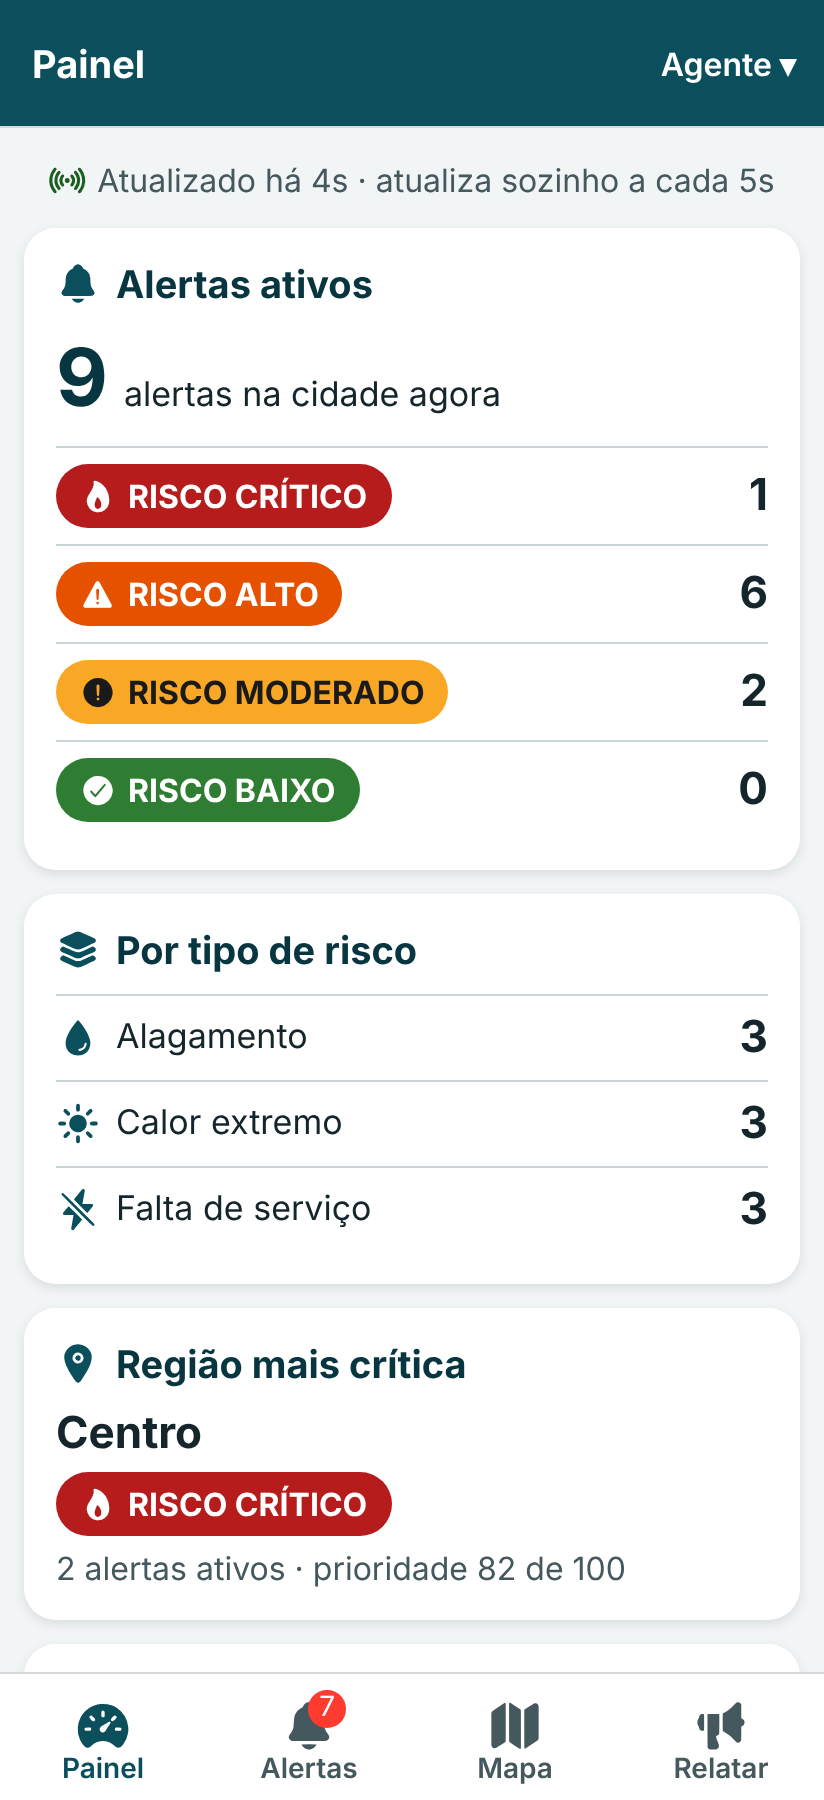 Painel
Agente ▾
Atualizado há 4s · atualiza sozinho a cada 5s
Alertas ativos
9 alertas na cidade agora
RISCO CRÍTICO 1
RISCO ALTO 6
RISCO MODERADO 2
RISCO BAIXO 0
Por tipo de risco
Alagamento 3
Calor extremo 3
Falta de serviço 3
Região mais crítica
Centro
RISCO CRÍTICO
2 alertas ativos · prioridade 82 de 100
7
Painel Alertas Mapa Relatar